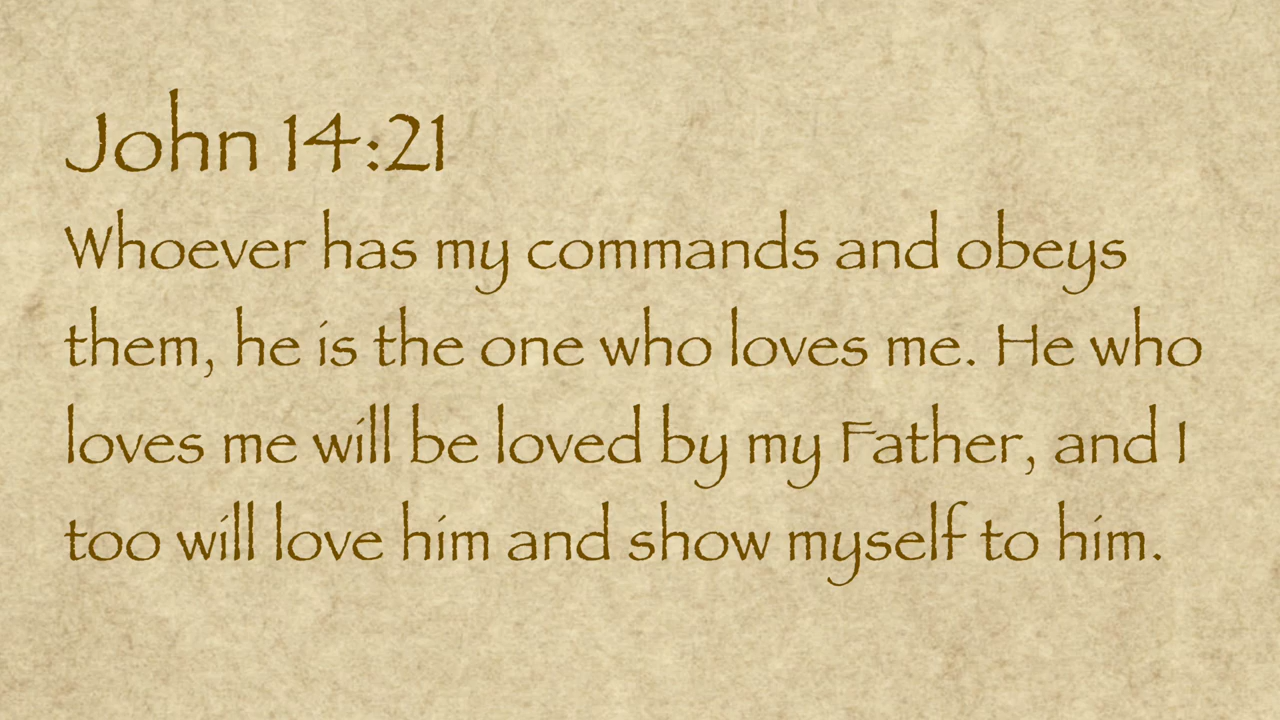 John 14:21
Whoever has my commands and obeys
them, he is the one who loves me. He who
loves me will be loved by my Father, and I
too will love him and show myself to him.